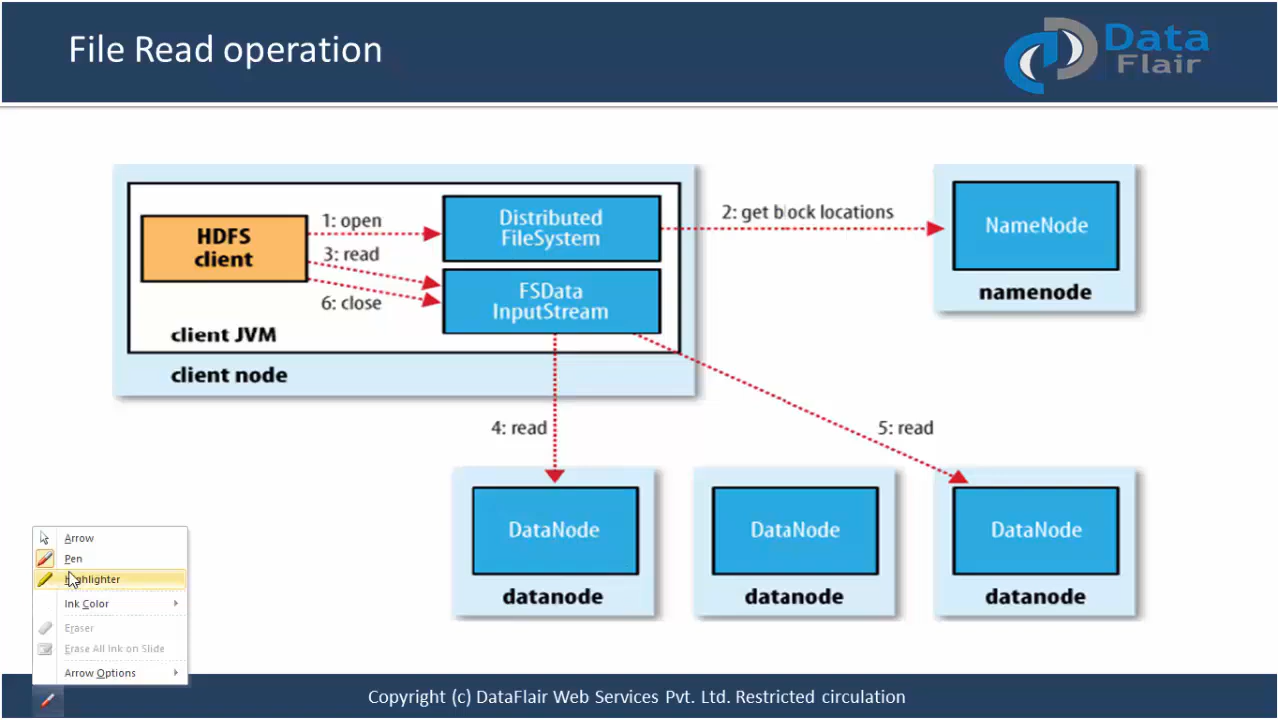 File Read operation
Data
Flair
HDFS
client
1: open
3: read
6: close
Distributed
FileSystem
FSData
InputStream
client JVM
client node
2: get block locations
NameNode
namenode
4: read
5: read
DataNode
datanode
DataNode
datanode
DataNode
datanode
Arrow
Pen
Highlighter
Ink Color
Eraser
Erase All Ink on Slide
Arrow Options
Copyright (c) DataFlair Web Services Pvt. Ltd. Restricted circulation